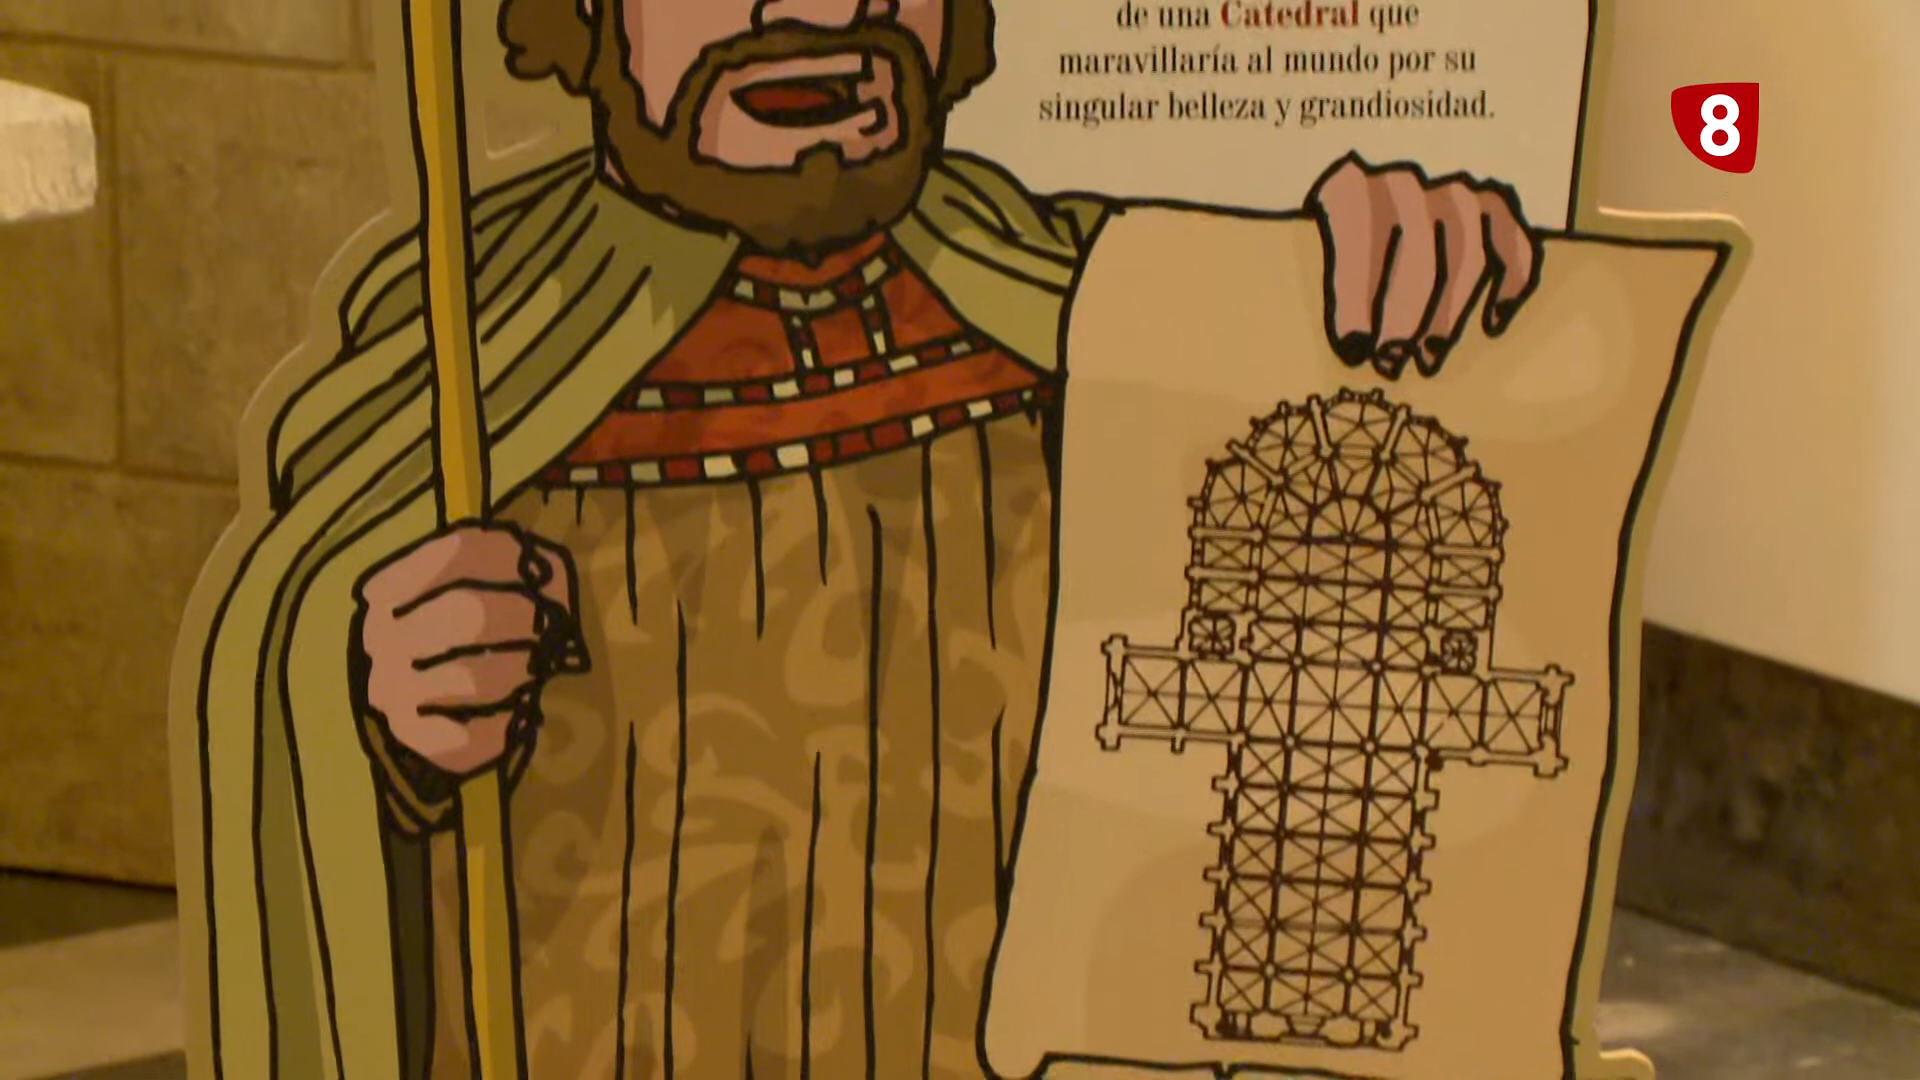 de una Catedral que
maravillaría al mundo por su
singular belleza y grandiosidad.
8